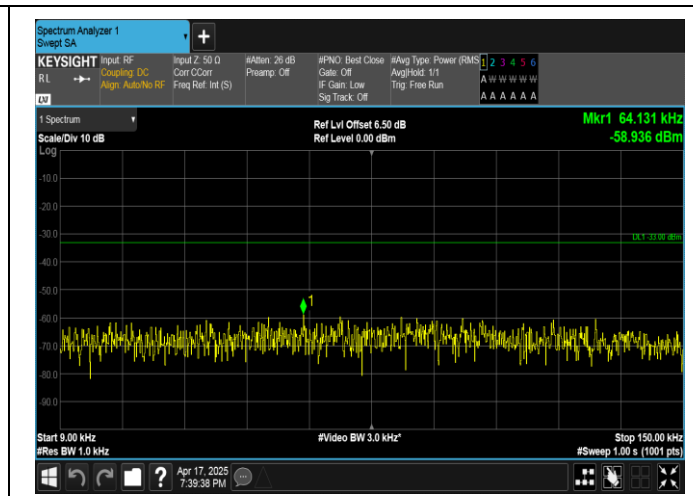 Spectrum Analyzer 1
Swept SA
KEYSIGHT
R L
LXI
Input: RF
Coupling: DC
Align: Auto/No RF
Input Z: 50 Ω
Corr CCorr
Freq Ref: Int (S)
#Atten: 26 dB
Preamp: Off
#PNO: Best Close
Gate: Off
IF Gain: Low
Sig Track: Off
#Avg Type: Power (RMS
Avg|Hold: 1/1
Trig: Free Run
1 2 3 4 5 6
A W W W W W
A A A A A A
1 Spectrum
Scale/Div 10 dB
Log
Ref Lvl Offset 6.50 dB
Ref Level 0.00 dBm
Mkr1 64.131 kHz
-58.936 dBm
-10.0
-20.0
-30.0
DL1 -33.00 dBm
-40.0
-50.0
1
-60.0
-70.0
-80.0
-90.0
Start 9.00 kHz
#Res BW 1.0 kHz
#Video BW 3.0 kHz*
Stop 150.00 kHz
#Sweep 1.00 s (1001 pts)
?
Apr 17, 2025
7:39:38 PM